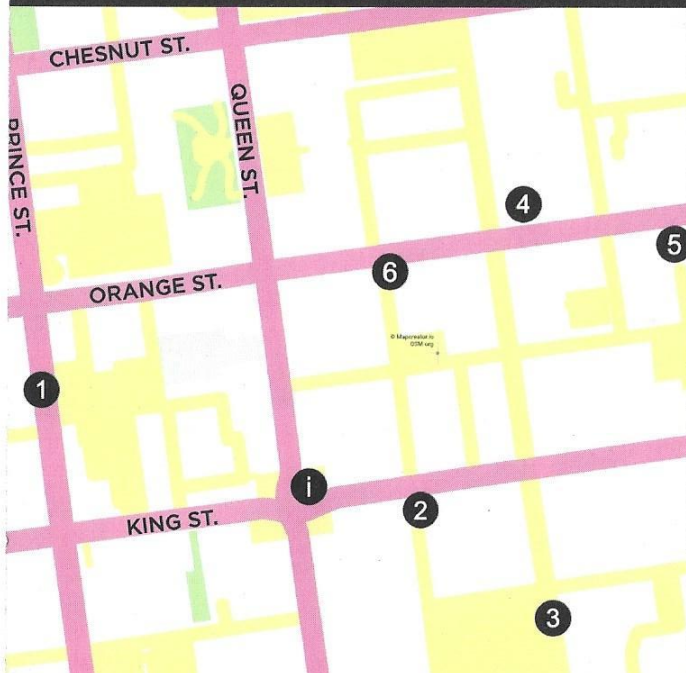 CHESNUT ST.
QUEEN ST.
PRINCE ST.
4
5
6
ORANGE ST.
© Mapcreator.io
OSM.org
1
i
2
KING ST.
3